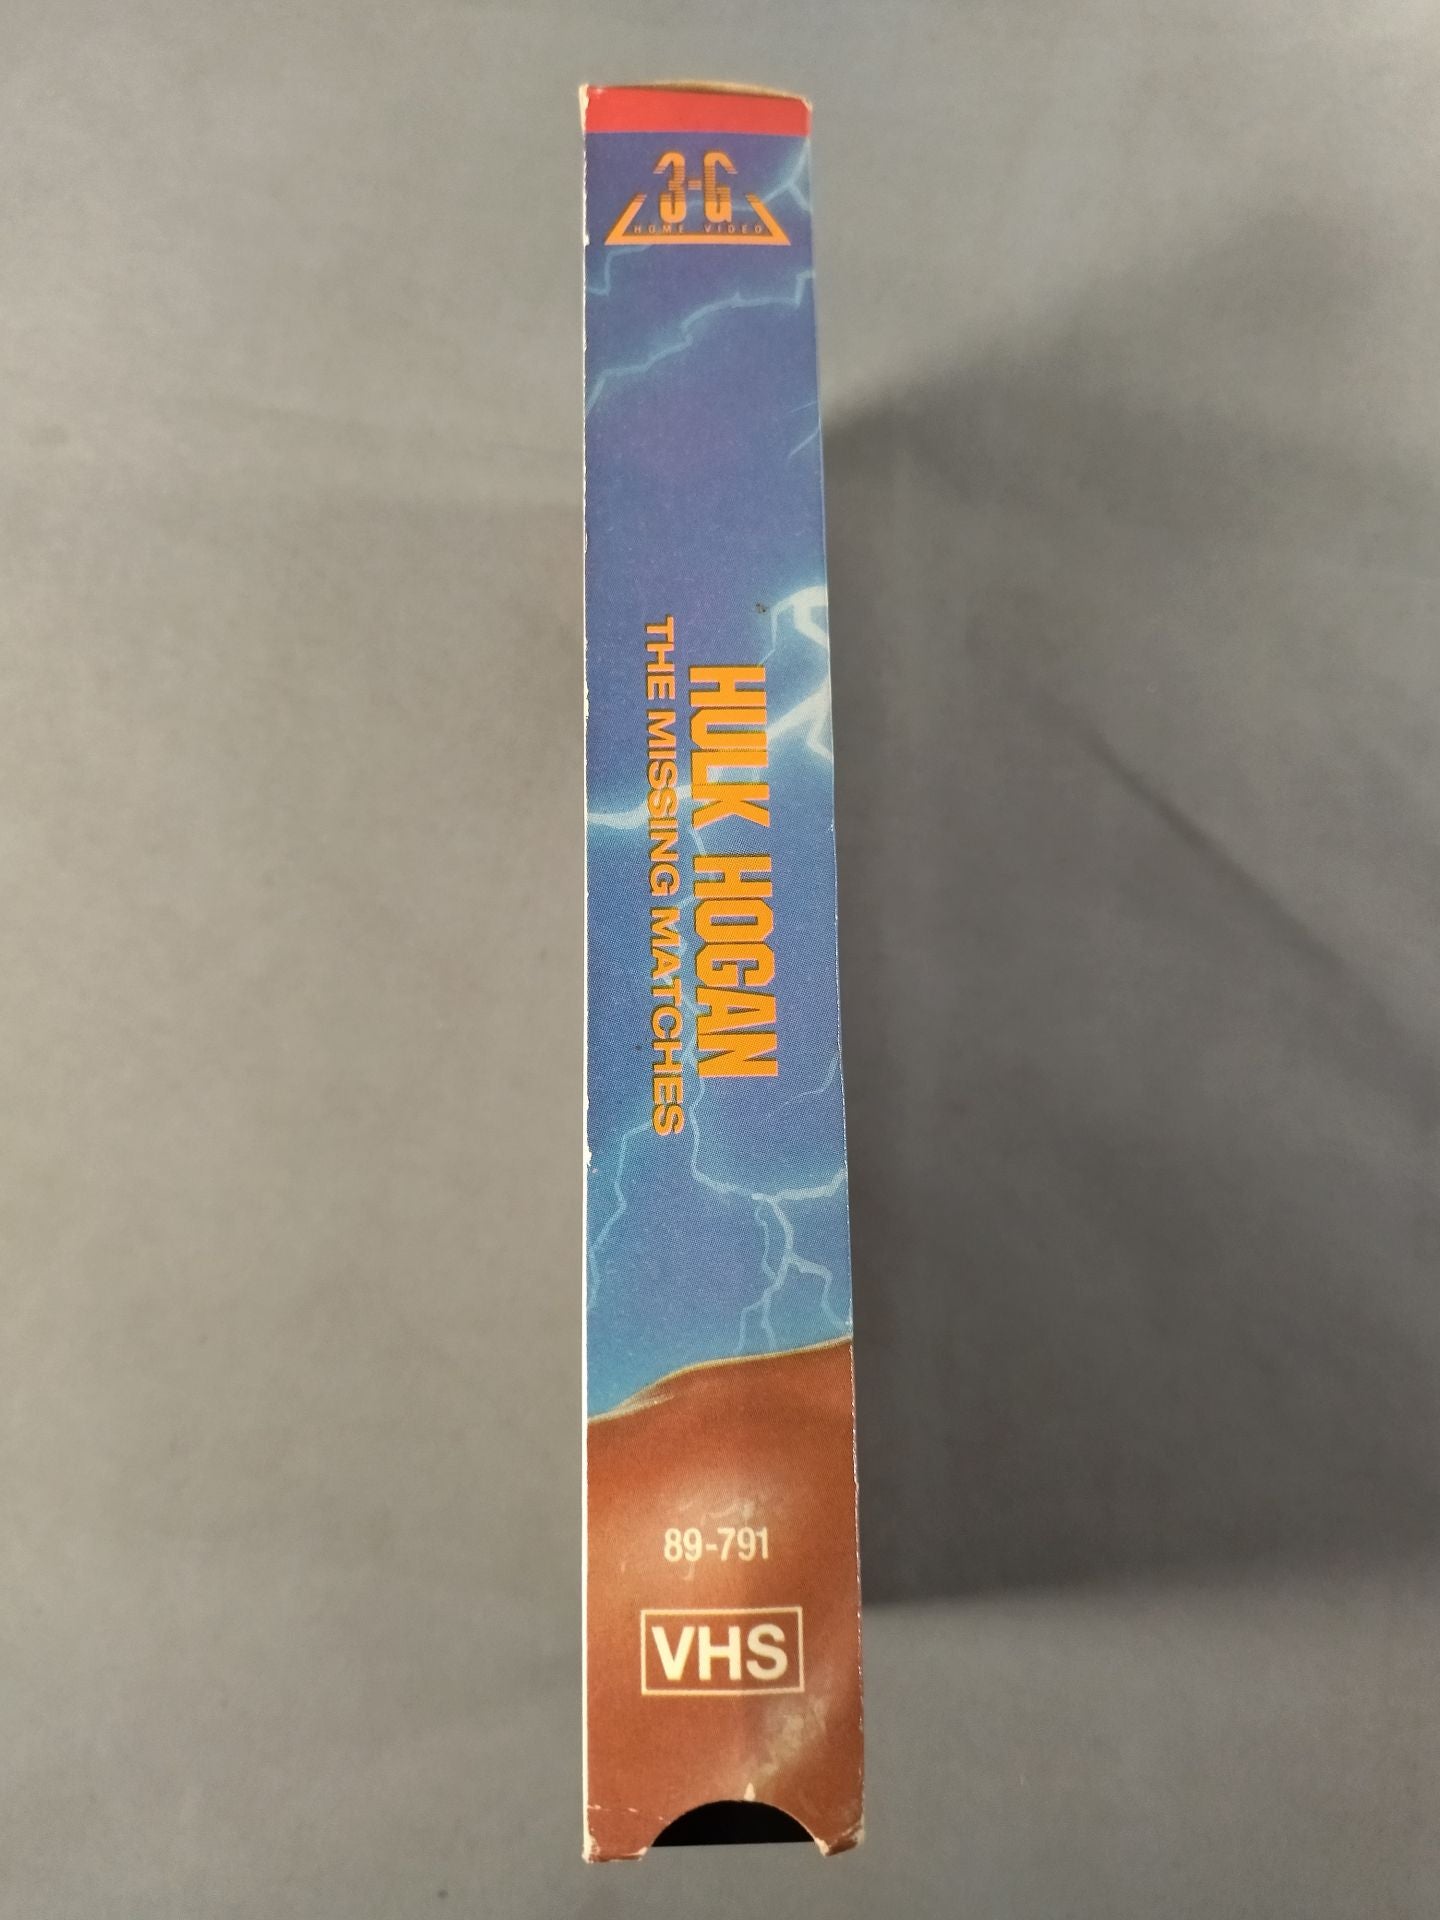 3-G
HOME VIDEO
HULK HOGAN
THE MISSING MATCHES
89-791
VHS